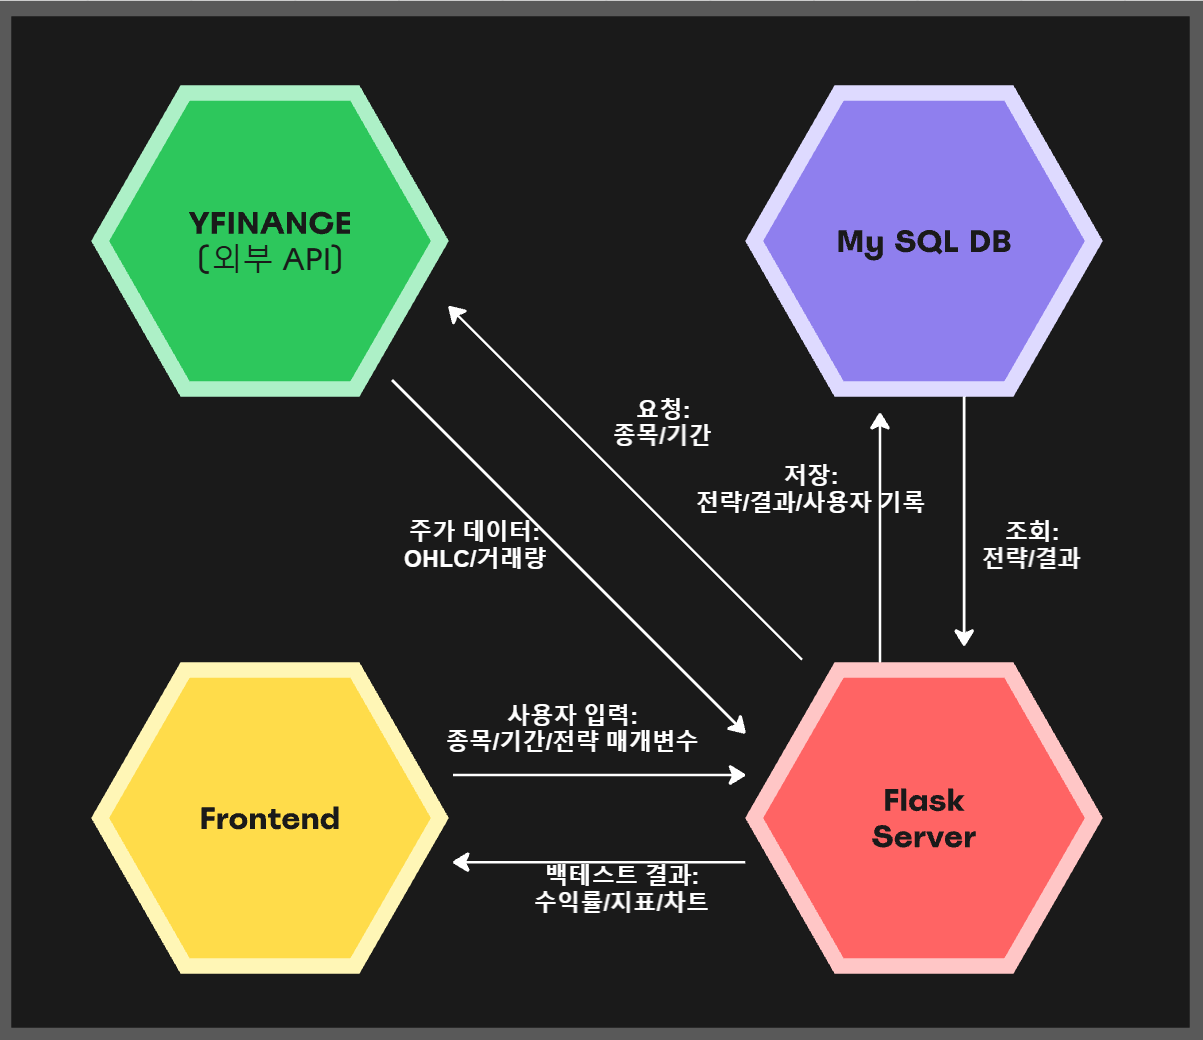 YFINANCE
(외부 API)
My SQL DB
요청:
종목/기간
저장:
전략/결과/사용자 기록
조회:
전략/결과
주가 데이터:
OHLC/거래량
사용자 입력:
종목/기간/전략 매개변수
Frontend
Flask
Server
백테스트 결과:
수익률/지표/차트